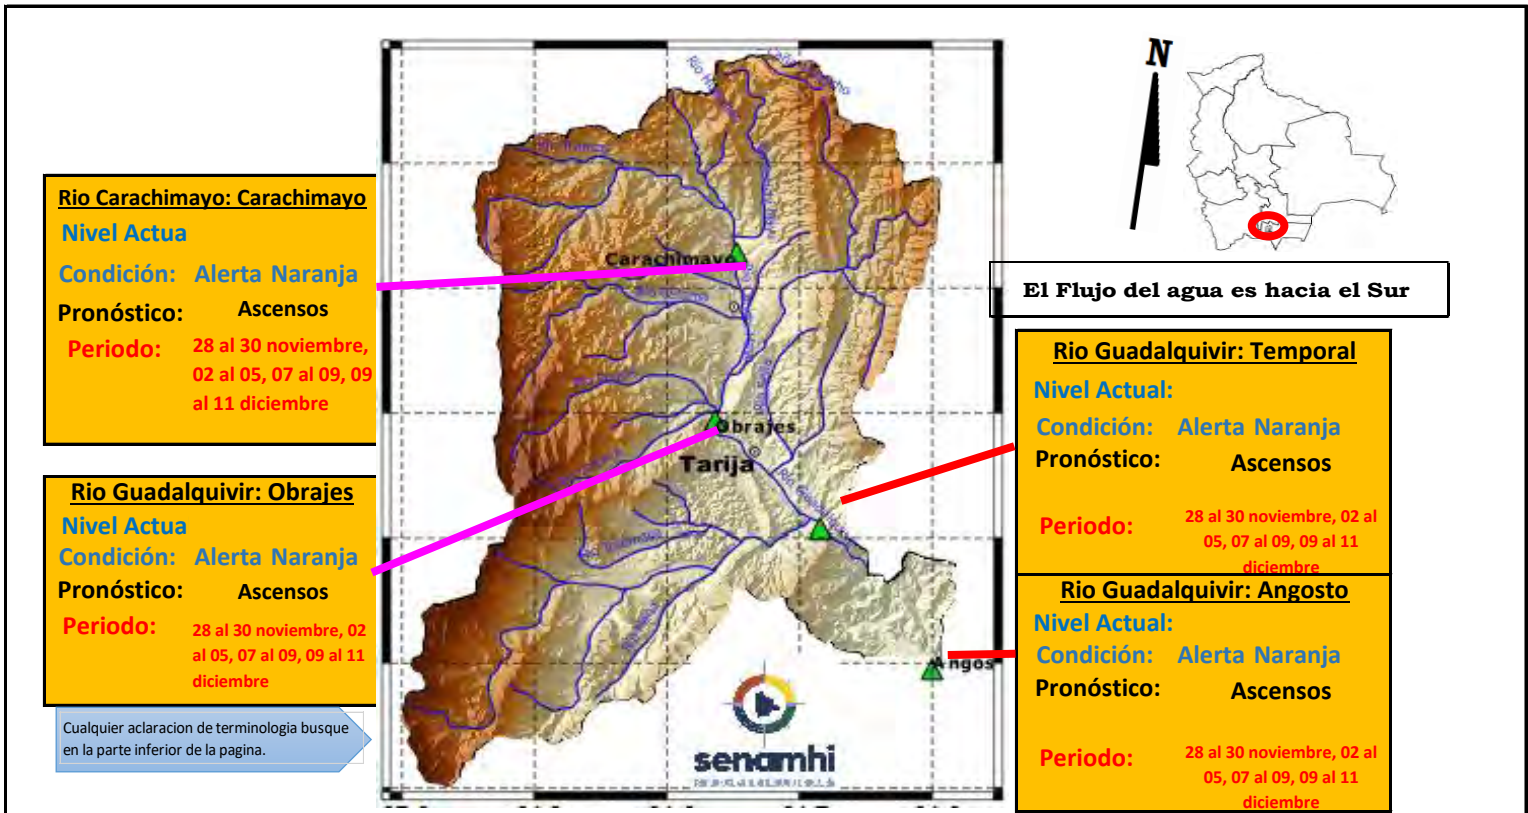 N
El Flujo del agua es hacia el Sur
Rio Carachimayo: Carachimayo
Nivel Actua
Condición: Alerta Naranja
Pronóstico: Ascensos
Periodo: 28 al 30 noviembre,
02 al 05, 07 al 09, 09
al 11 diciembre
Rio Guadalquivir: Obrajes
Nivel Actua
Condición: Alerta Naranja
Pronóstico: Ascensos
Periodo: 28 al 30 noviembre, 02
al 05, 07 al 09, 09 al 11
diciembre
Cualquier aclaracion de terminologia busque
en la parte inferior de la pagina.
Carachimayo
Obrajes
Tarija
Angos
senamhi
Rio Guadalquivir: Temporal
Nivel Actual:
Condición: Alerta Naranja
Pronóstico: Ascensos
Periodo: 28 al 30 noviembre, 02 al
05, 07 al 09, 09 al 11
diciembre
Rio Guadalquivir: Angosto
Nivel Actual:
Condición: Alerta Naranja
Pronóstico: Ascensos
Periodo: 28 al 30 noviembre, 02 al
05, 07 al 09, 09 al 11
diciembre